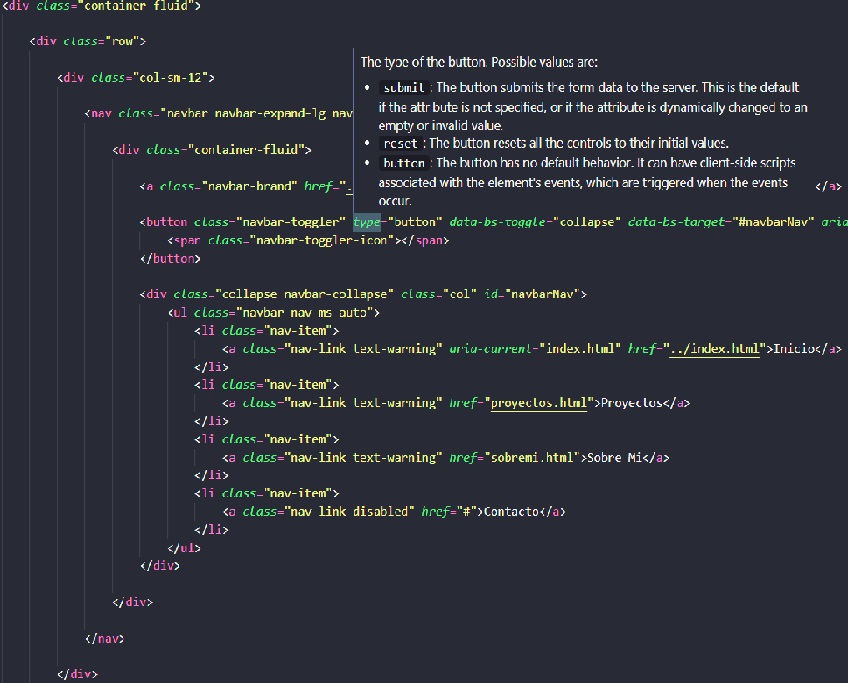 <div class="container fluid">
<div class="row">
<div class="col-sm-12">
<nav class="navbar navbar-expand-lg nav
<div class="container-fluid">
<a class="navbar-brand" href=".
</a>
The type of the button. Possible values are:
• submit : The button submits the form data to the server. This is the default
if the attr bute is not specified, or if the attribute is dynamically changed to an
empty or invalid value.
• reset : The button resets all the controls to their initial values.
• button : The button has no default behavior. It can have client-side scripts
associated with the element's events, which are triggered when the events
occur.
<button class="navbar-toggler" type="button" data-bs-toggle="collapse" data-bs-target="#navbarNav" aria
<span class="navbar-toggler-icon"></span>
</button>
<div class="collapse navbar-collapse" class="col" id="navbarNav">
<ul class="navbar nav ms auto">
<li class="nav-item">
<a class="nav-link text-warning" aria-current="index.html" href="../index.html">Inicio</a>
</li>
<li class="nav-item">
<a class="nav-link text-warning" href="proyectos.html">Proyectos</a>
</li>
<li class="nav-item">
<a class="nav-link text-warning" href="sobremi.html">Sobre Mi</a>
</li>
<li class="nav-item">
<a class="nav link disabled" href="#">Contacto</a>
</li>
</ul>
</div>
</div>
</nav>
</div>